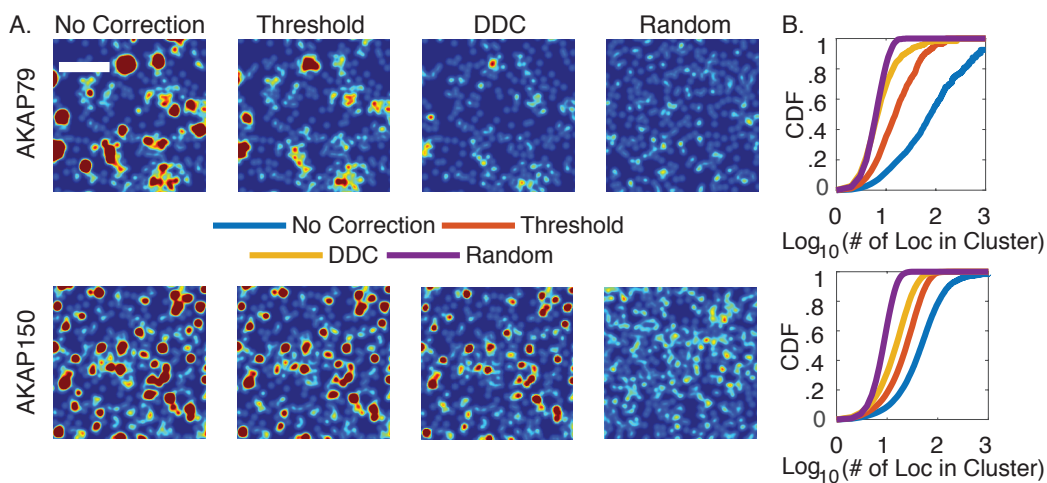 A. No Correction Threshold DDC Random B.
AKAP79
1
.8
.6
.4
.2
0
CDF
0 1 2 3
Log10(# of Loc in Cluster)
No Correction Threshold
DDC Random
AKAP150
1
.8
.6
.4
.2
0
CDF
0 1 2 3
Log10(# of Loc in Cluster)